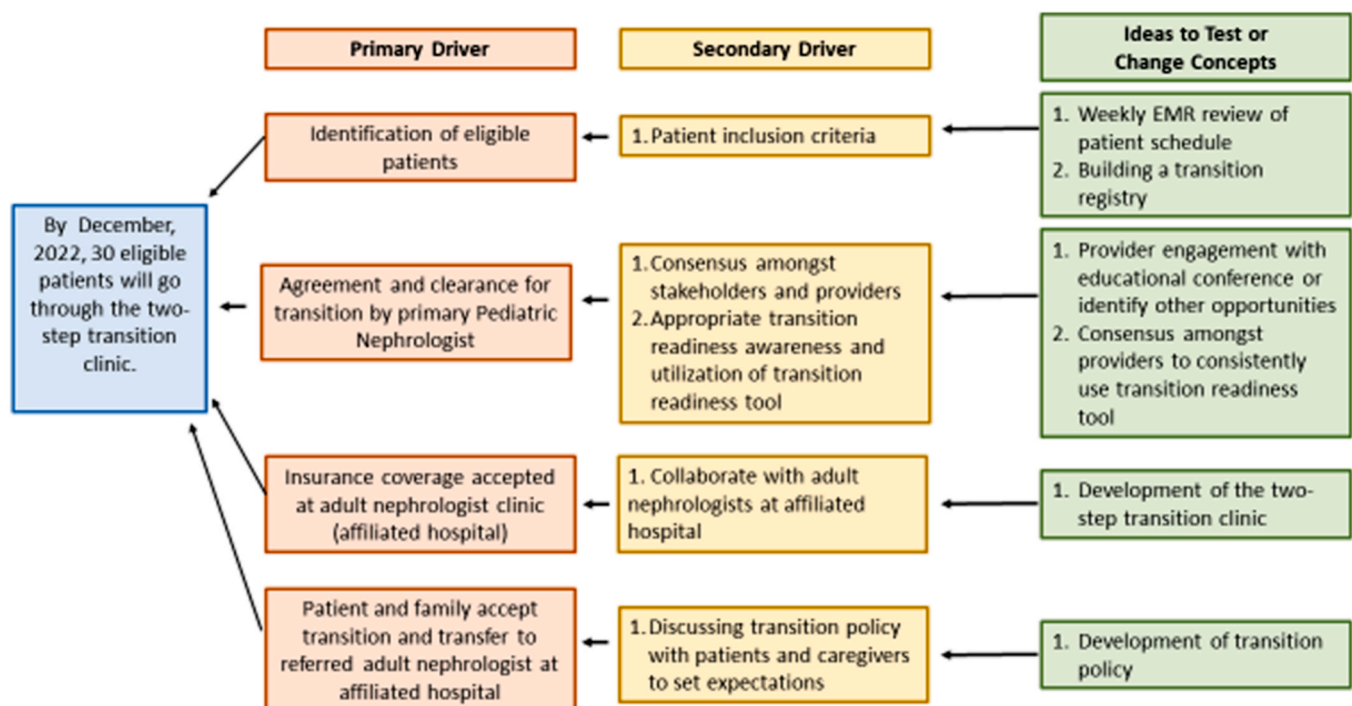 Primary Driver
Secondary Driver
Ideas to Test or
Change Concepts
By December,
2022, 30 eligible
patients will go
through the two-
step transition
clinic.
Identification of eligible
patients
1. Patient inclusion criteria
1. Weekly EMR review of
patient schedule
2. Building a transition
registry
Agreement and clearance for
transition by primary Pediatric
Nephrologist
1. Consensus amongst
stakeholders and providers
2. Appropriate transition
readiness awareness and
utilization of transition
readiness tool
1. Provider engagement with
educational conference or
identify other opportunities
2. Consensus amongst
providers to consistently
use transition readiness
tool
Insurance coverage accepted
at adult nephrologist clinic
(affiliated hospital)
1. Collaborate with adult
nephrologists at affiliated
hospital
1. Development of the two-
step transition clinic
Patient and family accept
transition and transfer to
referred adult nephrologist at
affiliated hospital
1. Discussing transition policy
with patients and caregivers
to set expectations
1. Development of transition
policy